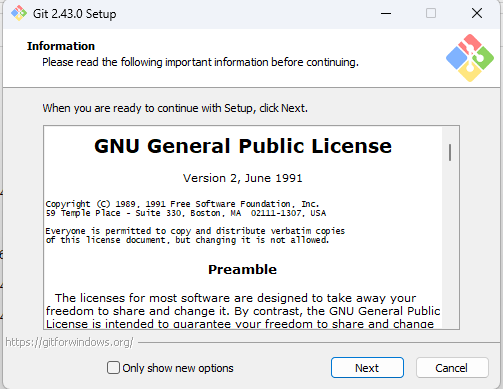 Git 2.43.0 Setup
Information
Please read the following important information before continuing.
When you are ready to continue with Setup, click Next.
GNU General Public License
Version 2, June 1991
Copyright (C) 1989, 1991 Free Software Foundation, Inc.
59 Temple Place - Suite 330, Boston, MA  02111-1307, USA
Everyone is permitted to copy and distribute verbatim copies
of this license document, but changing it is not allowed.
Preamble
The licenses for most software are designed to take away your
freedom to share and change it. By contrast, the GNU General Public
License is intended to guarantee your freedom to share and change
https://gitforwindows.org/
Only show new options
Next
Cancel